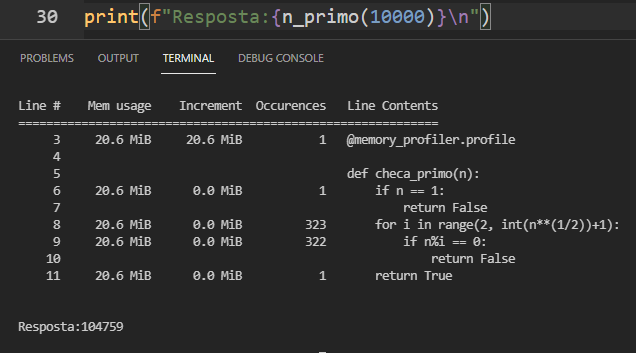 30 print(f"Resposta:{n_primo(10000)}\n")
PROBLEMS OUTPUT TERMINAL DEBUG CONSOLE
Line # Mem usage Increment Occurences Line Contents
============================================================
3 20.6 MiB 20.6 MiB 1 @memory_profiler.profile
4
5 def checa_primo(n):
6 20.6 MiB 0.0 MiB 1 if n == 1:
7 return False
8 20.6 MiB 0.0 MiB 323 for i in range(2, int(n**(1/2))+1):
9 20.6 MiB 0.0 MiB 322 if n%i == 0:
10 return False
11 20.6 MiB 0.0 MiB 1 return True
Resposta:104759